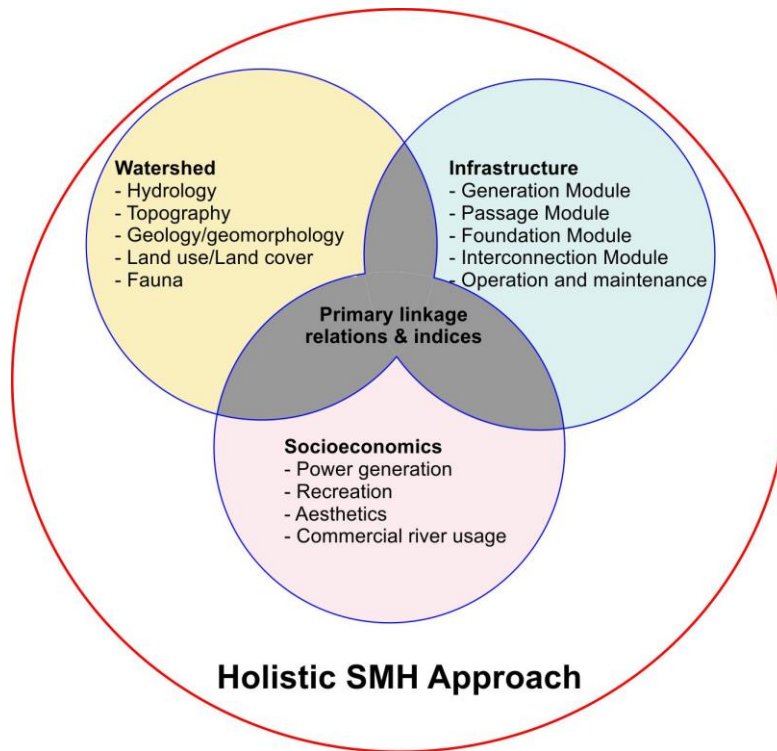 Watershed
- Hydrology
- Topography
- Geology/geomorphology
- Land use/Land cover
- Fauna
Infrastructure
- Generation Module
- Passage Module
- Foundation Module
- Interconnection Module
- Operation and maintenance
Primary linkage
relations & indices
Socioeconomics
- Power generation
- Recreation
- Aesthetics
- Commercial river usage
Holistic SMH Approach